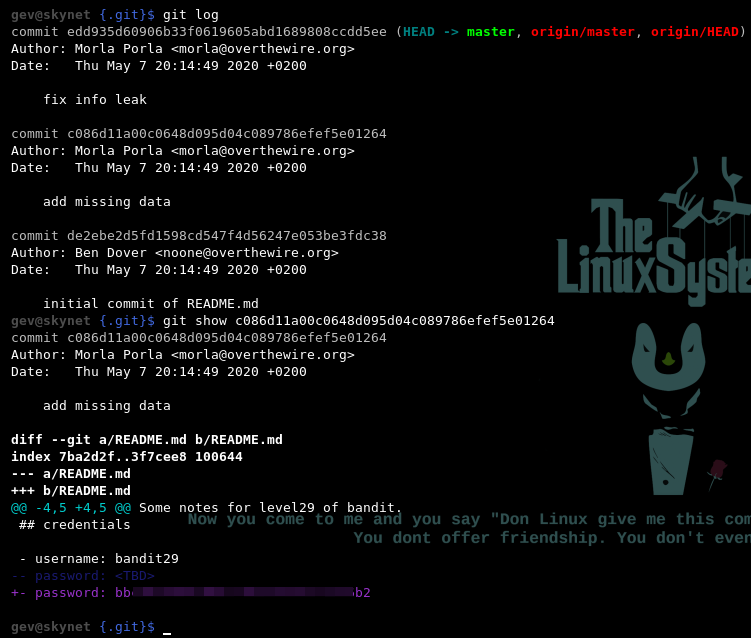 gev@skynet {.git}$ git log
commit edd935d60906b33f0619605abd1689808ccdd5ee (HEAD -> master, origin/master, origin/HEAD)
Author: Morla Porla <morla@overthewire.org>
Date:   Thu May 7 20:14:49 2020 +0200
fix info leak
commit c086d11a00c0648d095d04c089786efef5e01264
Author: Morla Porla <morla@overthewire.org>
Date:   Thu May 7 20:14:49 2020 +0200
add missing data
commit de2ebe2d5fd1598cd547f4d56247e053be3fdc38
Author: Ben Dover <noone@overthewire.org>
Date:   Thu May 7 20:14:49 2020 +0200
initial commit of README.md
The
LinuxSyste
gev@skynet {.git}$ git show c086d11a00c0648d095d04c089786efef5e01264
commit c086d11a00c0648d095d04c089786efef5e01264
Author: Morla Porla <morla@overthewire.org>
Date:   Thu May 7 20:14:49 2020 +0200
add missing data
diff --git a/README.md b/README.md
index 7ba2d2f..3f7cee8 100644
--- a/README.md
+++ b/README.md
@@ -4,5 +4,5 @@ Some notes for level29 of bandit.
## credentials
Now you come to me and you say "Don Linux give me this com
You dont offer friendship. You don't even
- username: bandit29
-- password: <TBD>
+- password:
gev@skynet {.git}$